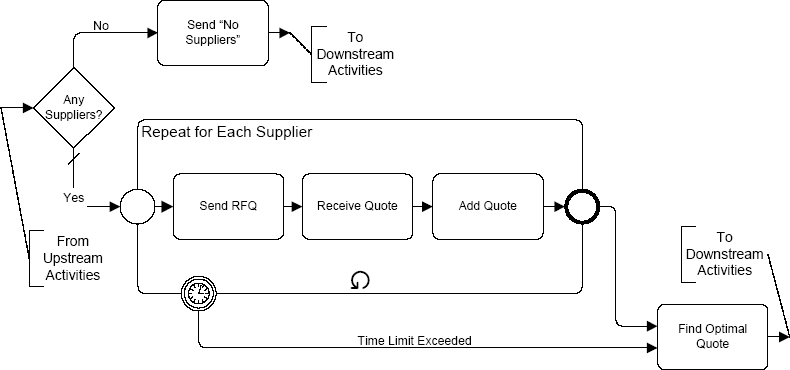 No
Send “No
Suppliers”
To
Downstream
Activities
Any
Suppliers?
Repeat for Each Supplier
Yes
Send RFQ
Receive Quote
Add Quote
From
Upstream
Activities
To
Downstream
Activities
Find Optimal
Quote
Time Limit Exceeded